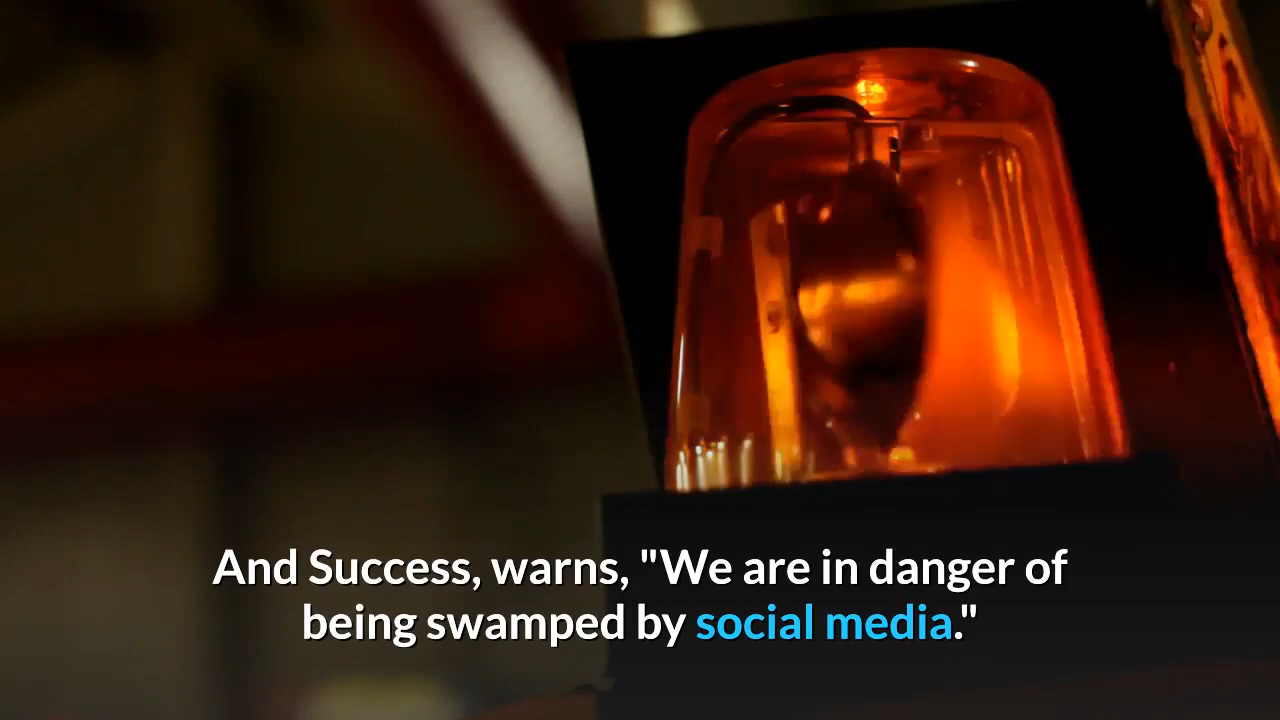 And Success, warns, "We are in danger of
being swamped by social media."